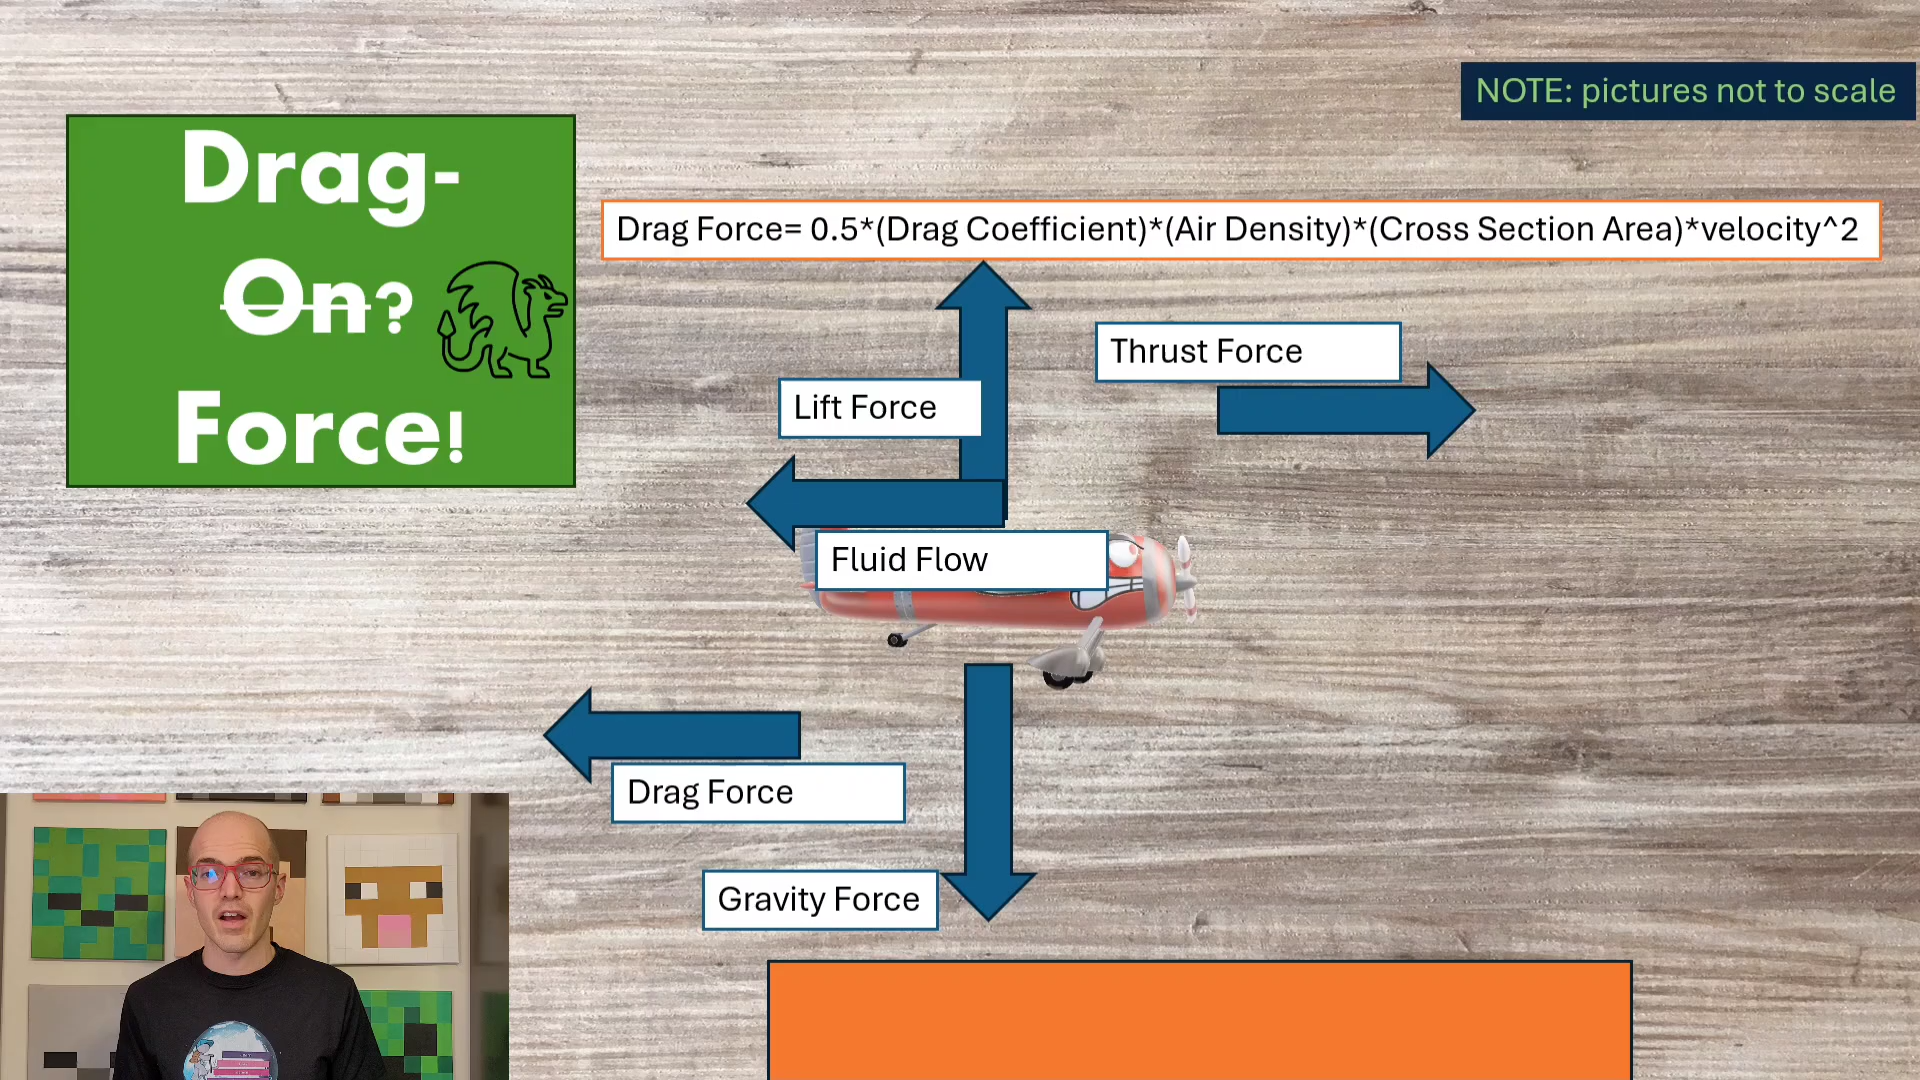 NOTE: pictures not to scale
Drag-
On?
Force!
Drag Force= 0.5*(Drag Coefficient)*(Air Density)*(Cross Section Area)*velocity^2
Thrust Force
Lift Force
Fluid Flow
Drag Force
Gravity Force